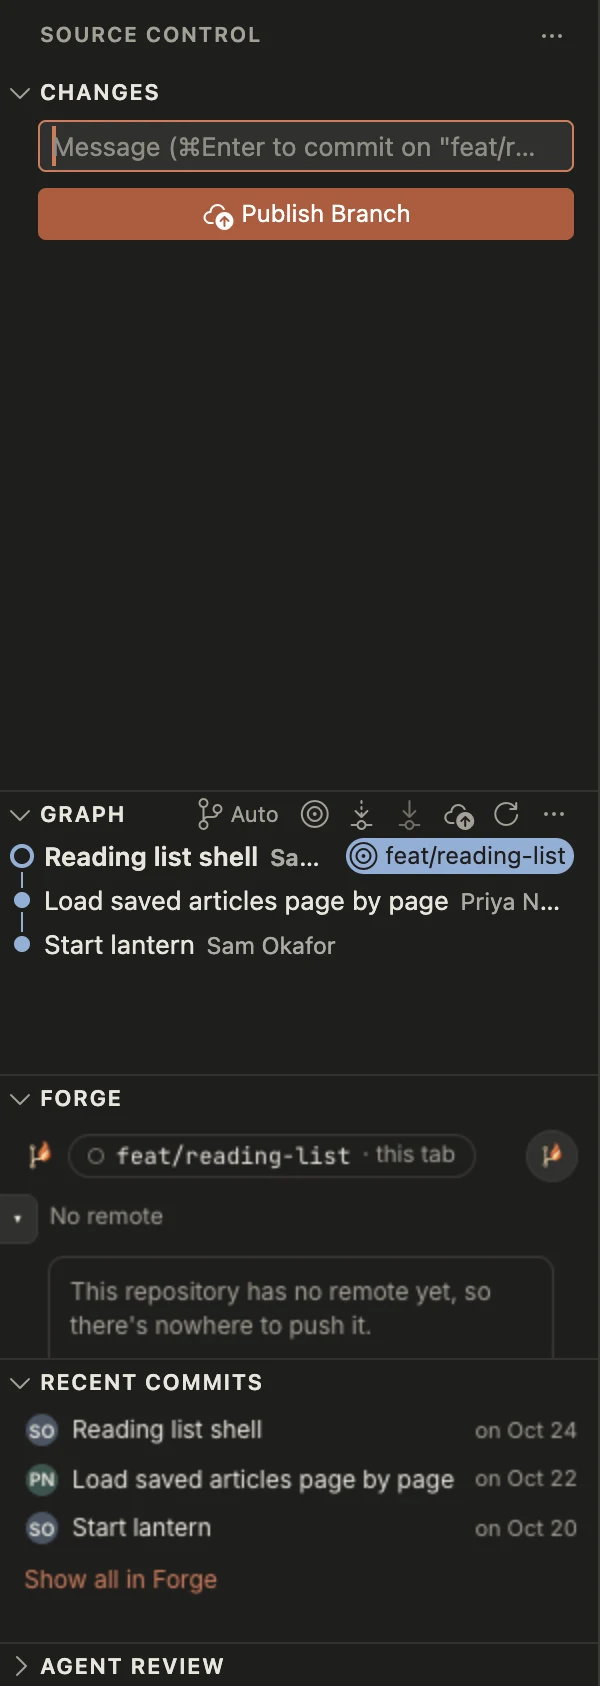 SOURCE CONTROL
CHANGES
Message (⌘Enter to commit on "feat/r...
Publish Branch
GRAPH Auto
Reading list shell Sa... feat/reading-list
Load saved articles page by page Priya N...
Start lantern Sam Okafor
FORGE
feat/reading-list · this tab
No remote
This repository has no remote yet, so
there's nowhere to push it.
RECENT COMMITS
SO Reading list shell on Oct 24
PN Load saved articles page by page on Oct 22
SO Start lantern on Oct 20
Show all in Forge
AGENT REVIEW